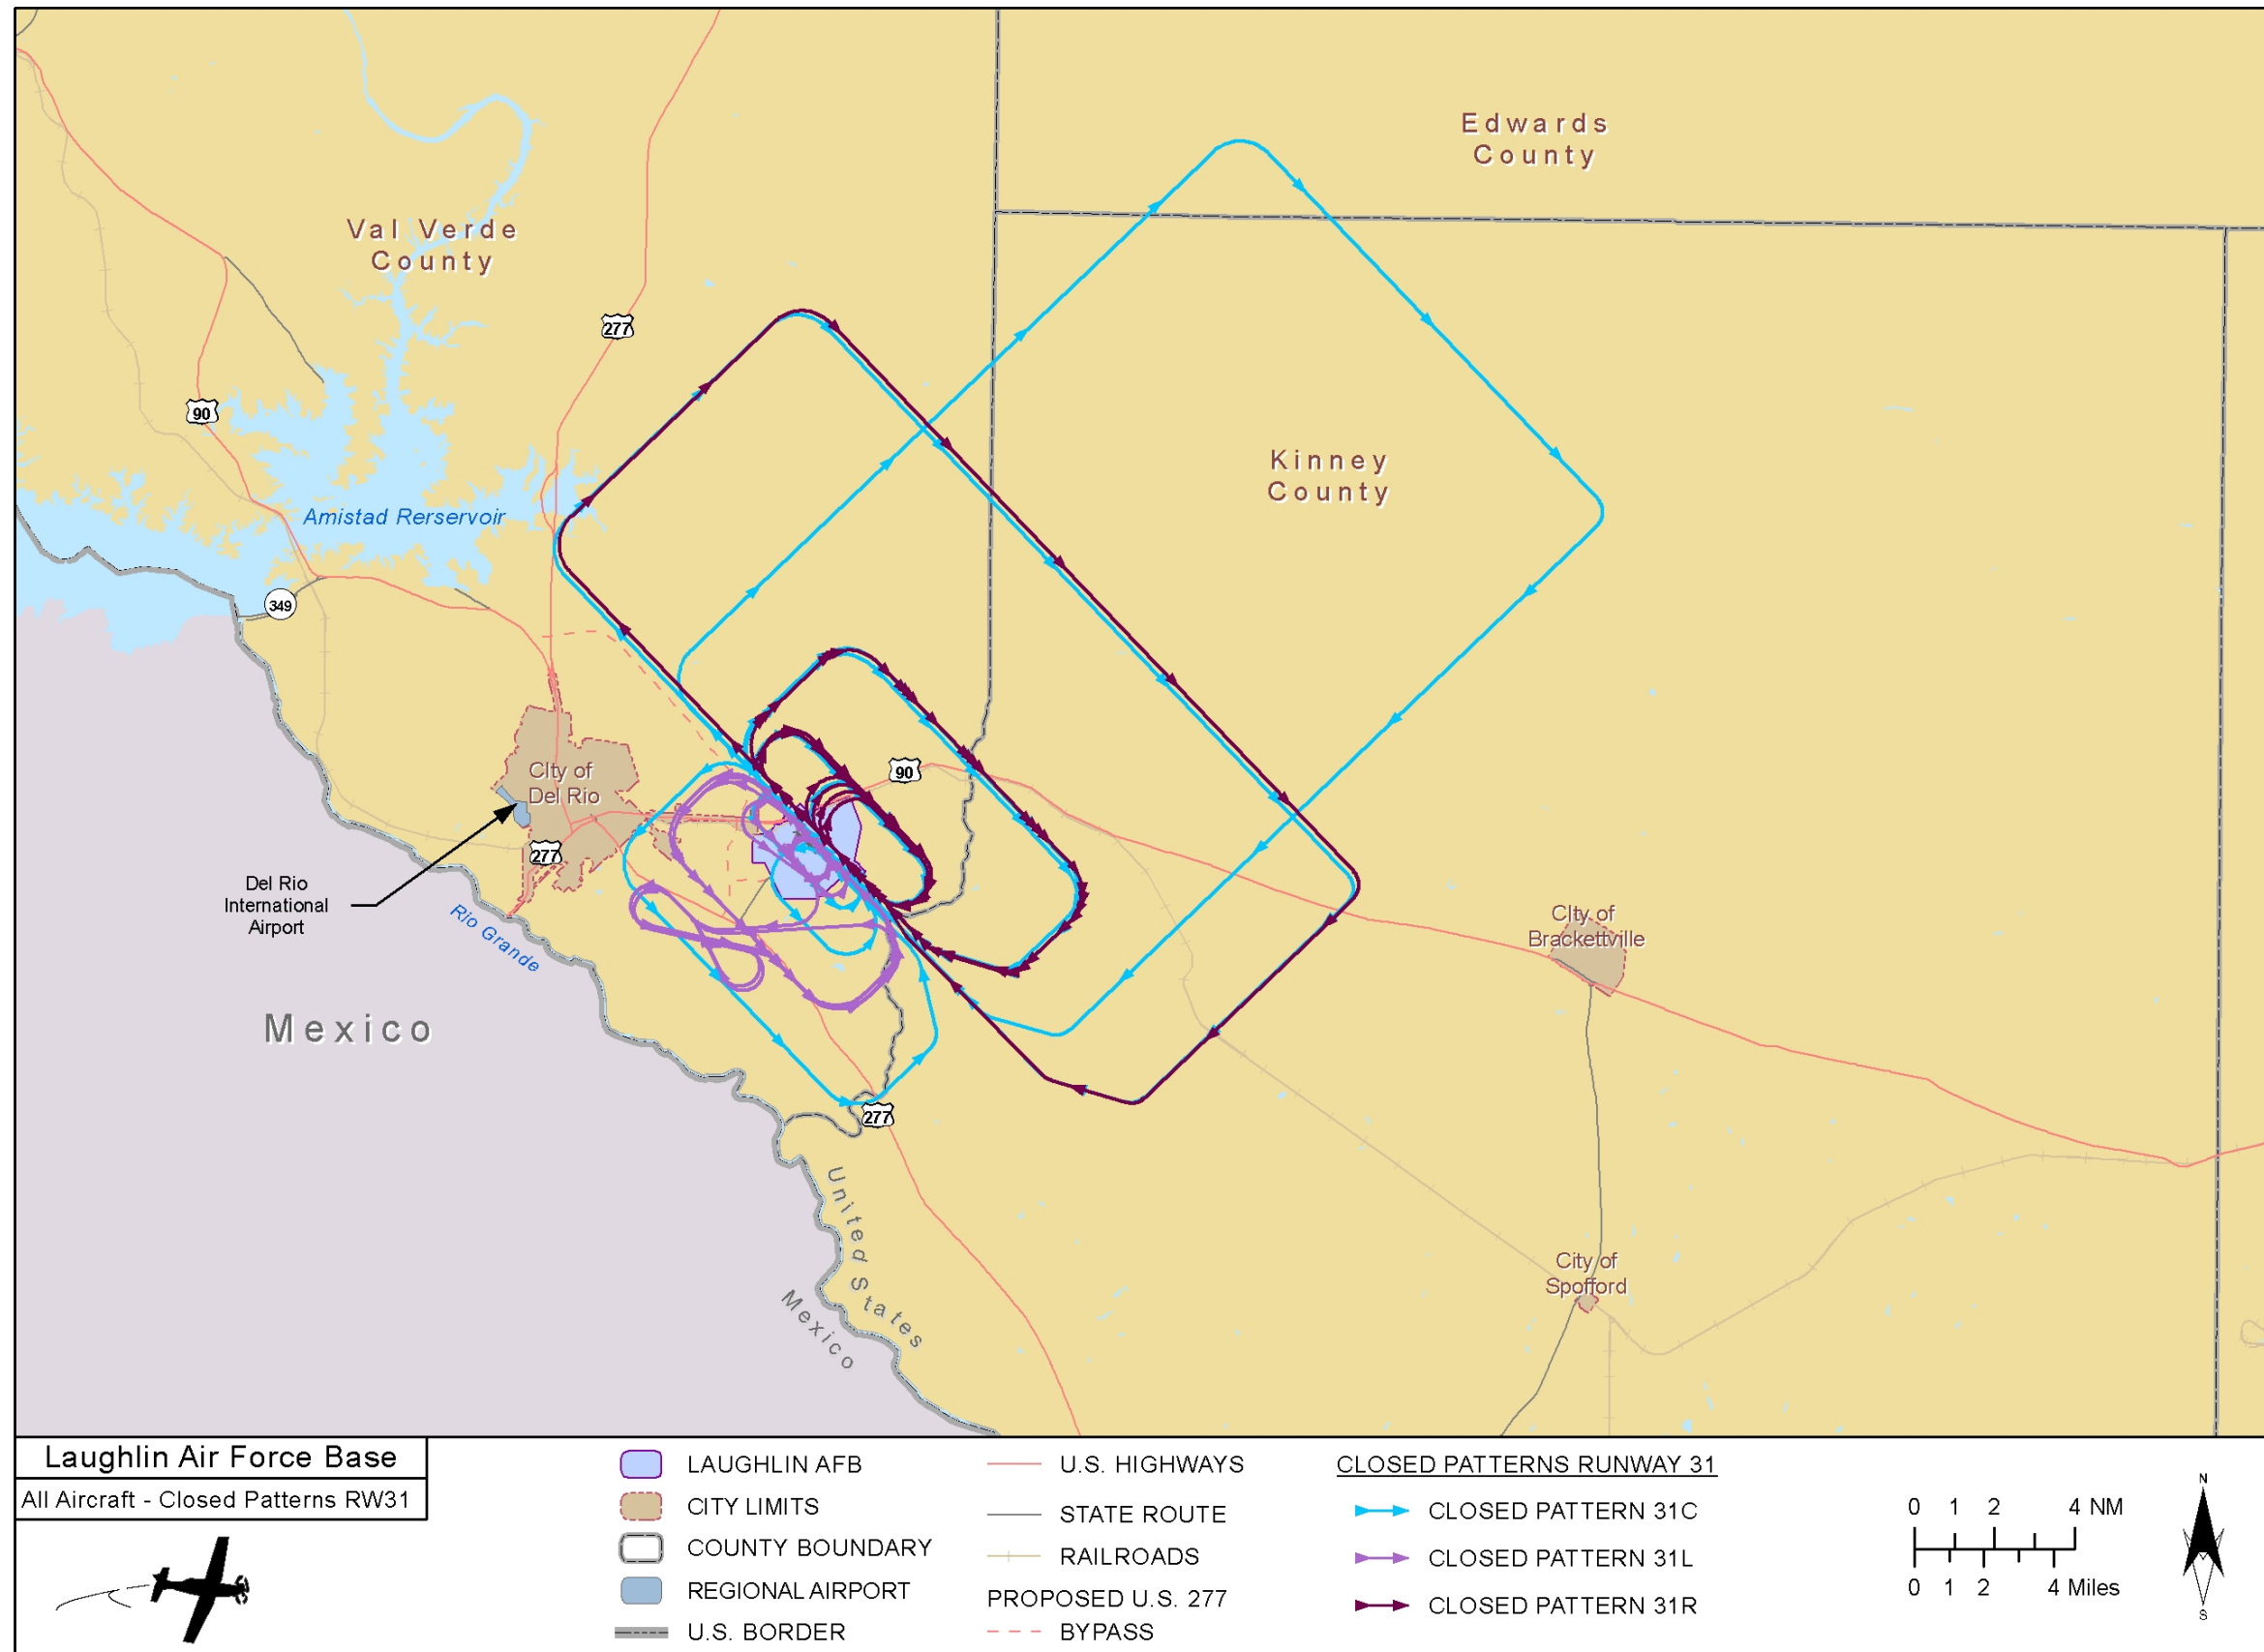 Edwards
County
Val Verde
County
277
90
Kinney
County
Amistad Rerservoir
349
90
CIty of
Del Rio
277
Del Rio
International
Airport
Rio Grande
CIty of
Brackettville
Mexico
277
United States
Mexico
City of
Spofford
Laughlin Air Force Base
All Aircraft - Closed Patterns RW31
LAUGHLIN AFB
CITY LIMITS
COUNTY BOUNDARY
REGIONAL AIRPORT
U.S. BORDER
U.S. HIGHWAYS
STATE ROUTE
RAILROADS
PROPOSED U.S. 277
BYPASS
CLOSED PATTERNS RUNWAY 31
CLOSED PATTERN 31C
CLOSED PATTERN 31L
CLOSED PATTERN 31R
0 1 2 4 NM
0 1 2 4 Miles
N
S